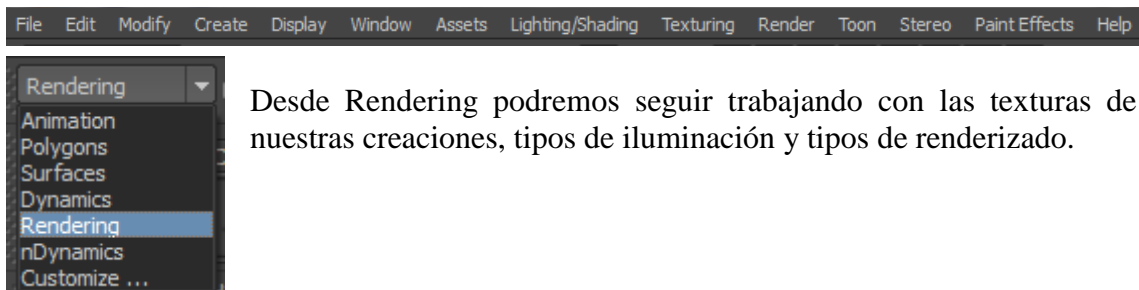 File Edit Modify Create Display Window Assets Lighting/Shading Texturing Render Toon Stereo Paint Effects Help
Rendering
Animation
Polygons
Surfaces
Dynamics
Rendering
nDynamics
Customize ...
Desde Rendering podremos seguir trabajando con las texturas de
nuestras creaciones, tipos de iluminación y tipos de renderizado.